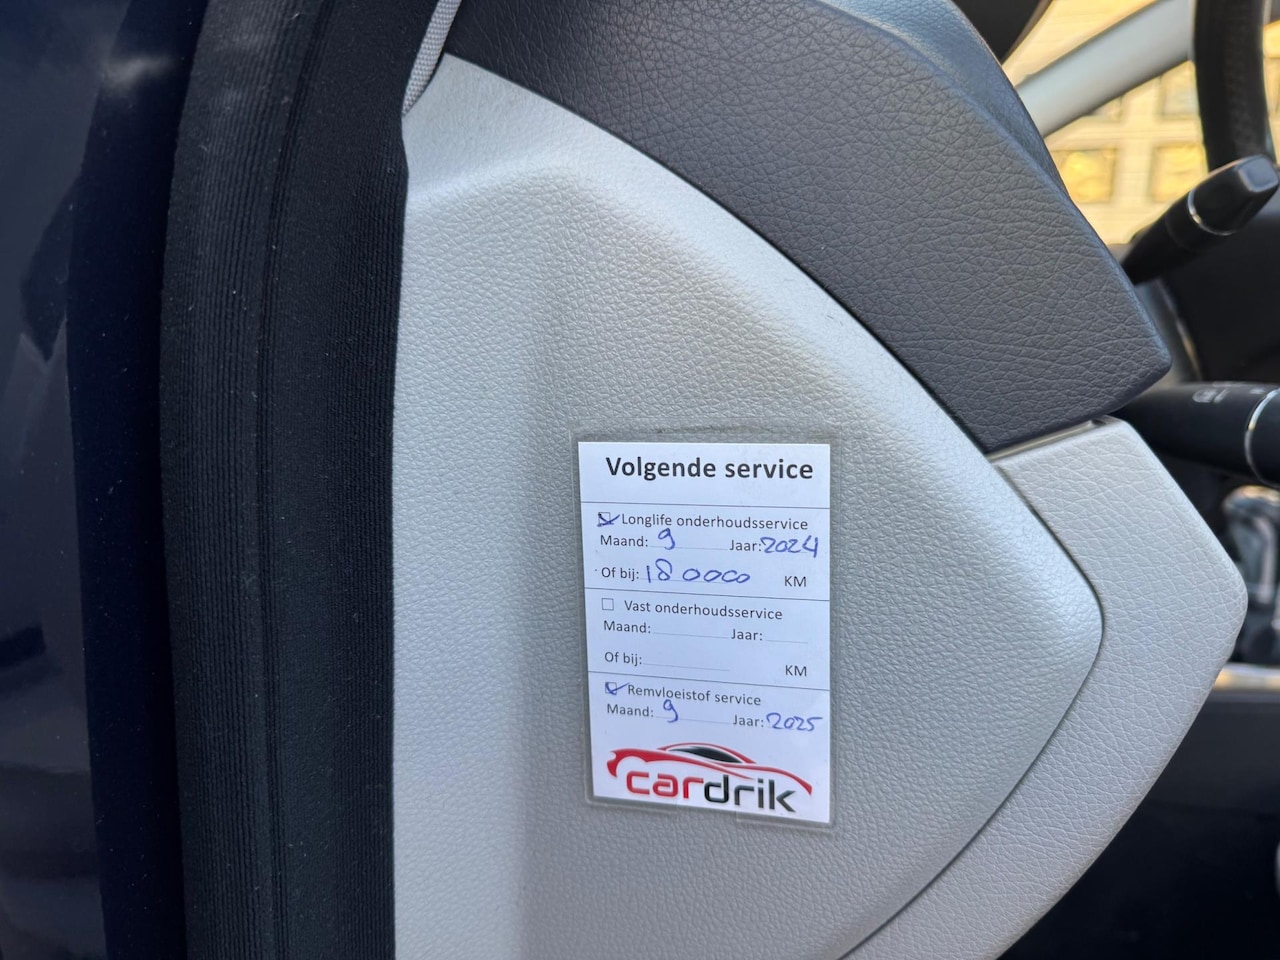 Volgende service
Longlife onderhoudsservice
Maand: 9 Jaar: 2024
Of bij: 180000 KM
Vast onderhoudsservice
Maand: Jaar:
Of bij: KM
Remvloeistof service
Maand: 9 Jaar: 2025
cardrik